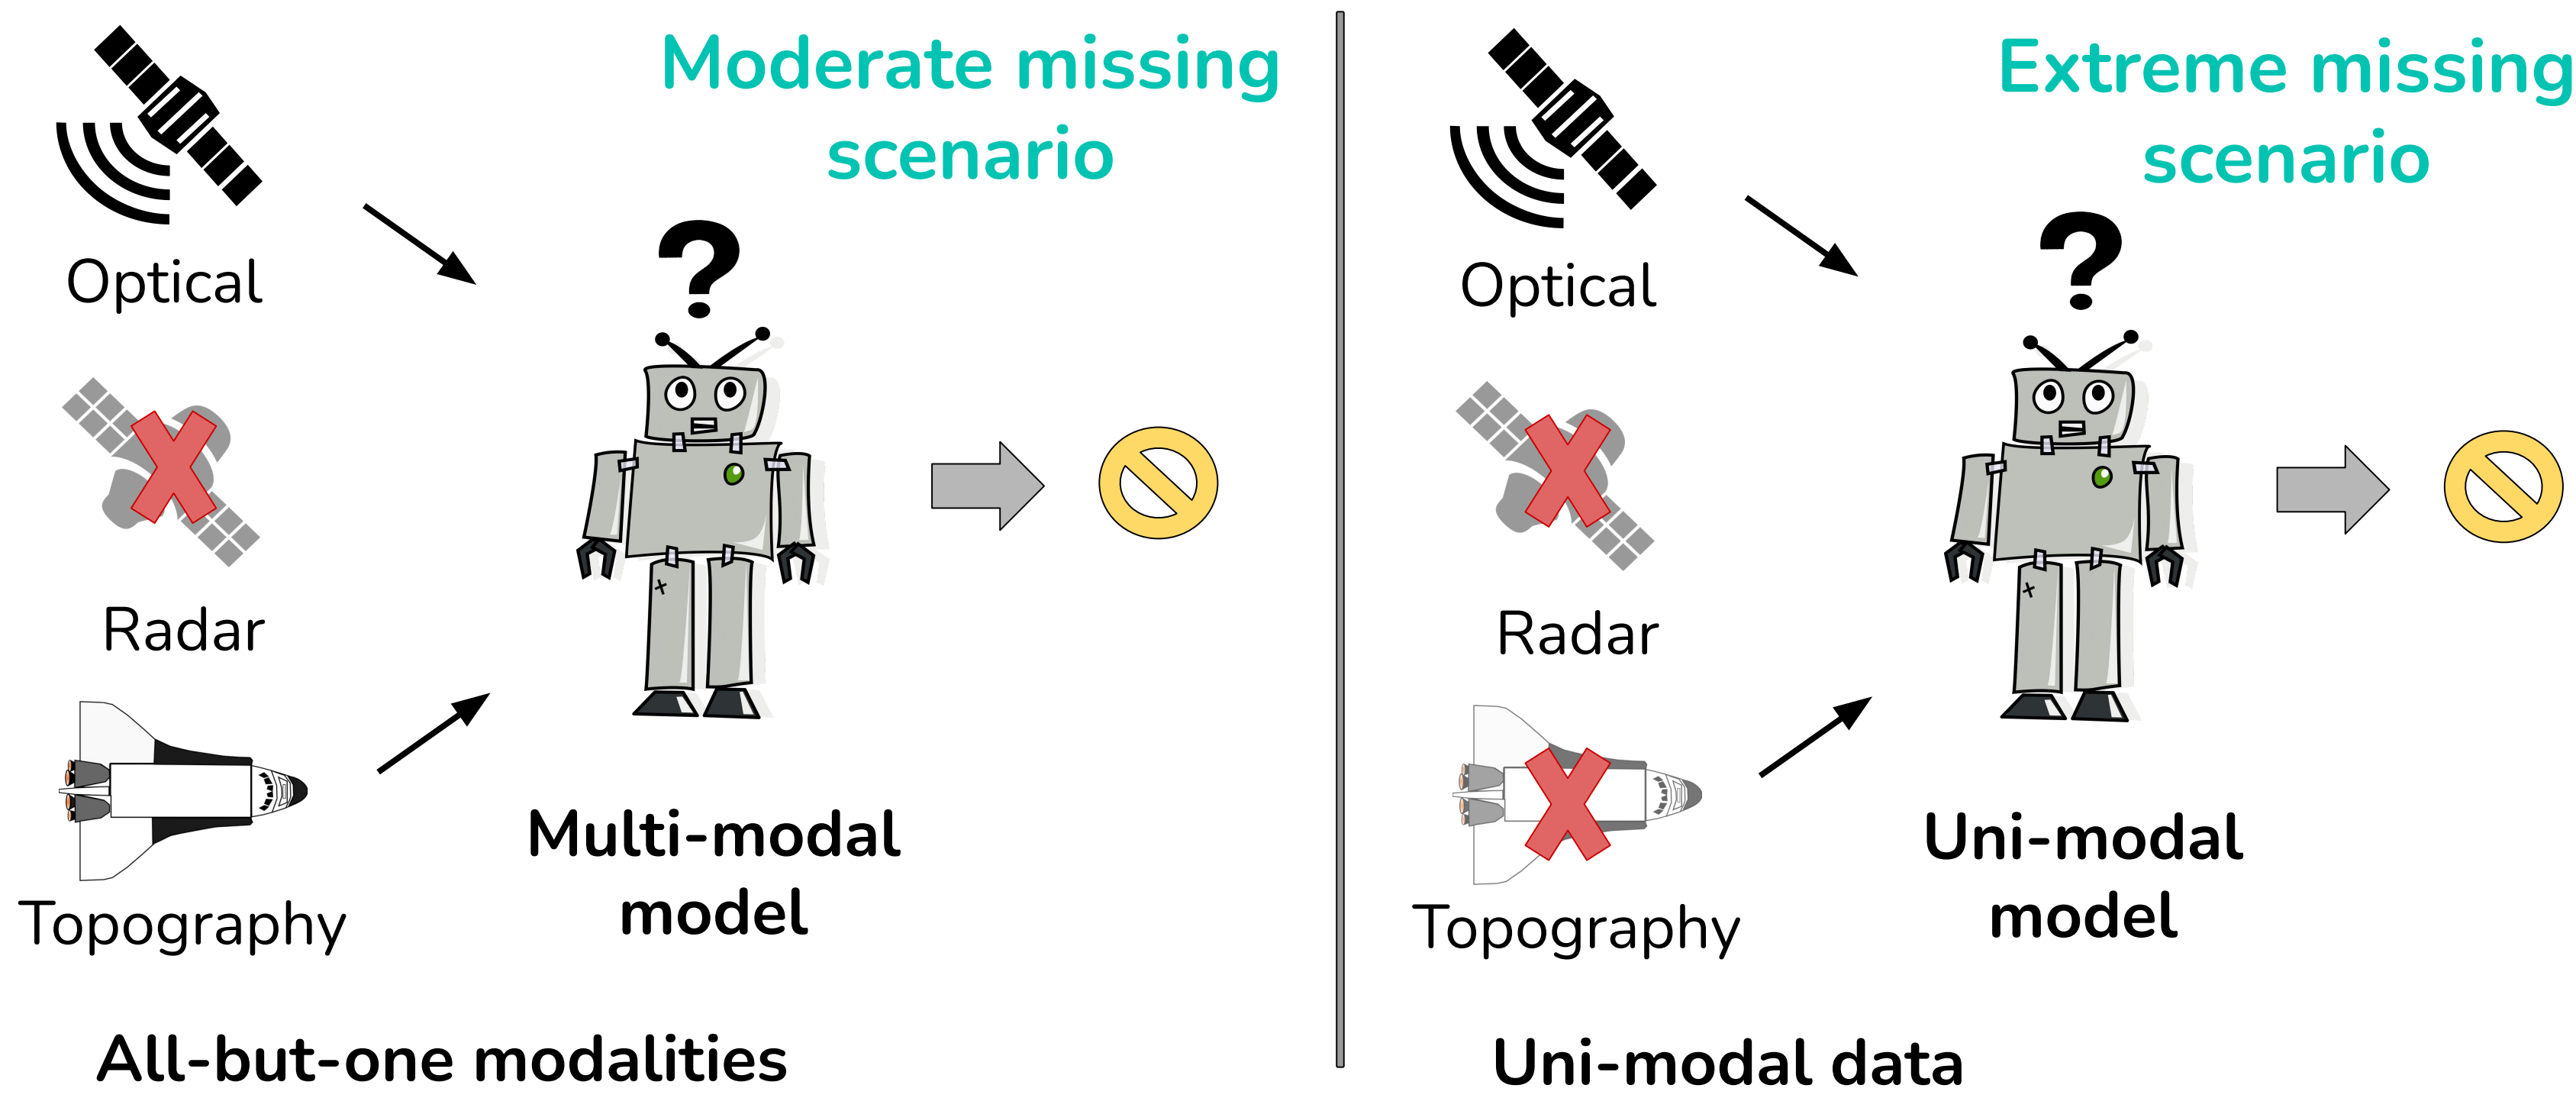 Moderate missing
scenario
?
Optical
Radar
Topography
Multi-modal
model
All-but-one modalities
Extreme missing
scenario
?
Optical
Radar
Topography
Uni-modal
model
Uni-modal data